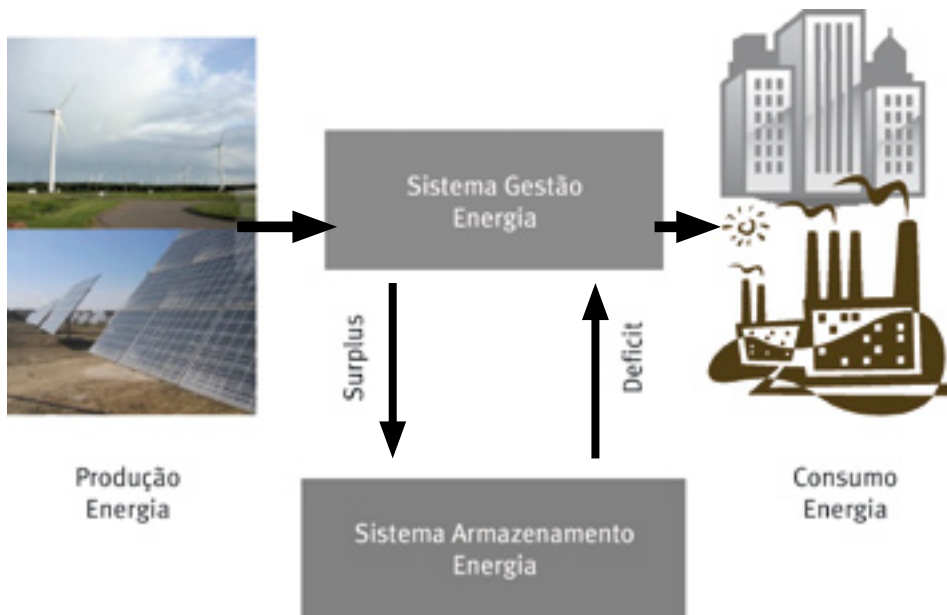 Sistema Gestão
Energia
Surplus
Deficit
Produção
Energia
Consumo
Energia
Sistema Armazenamento
Energia